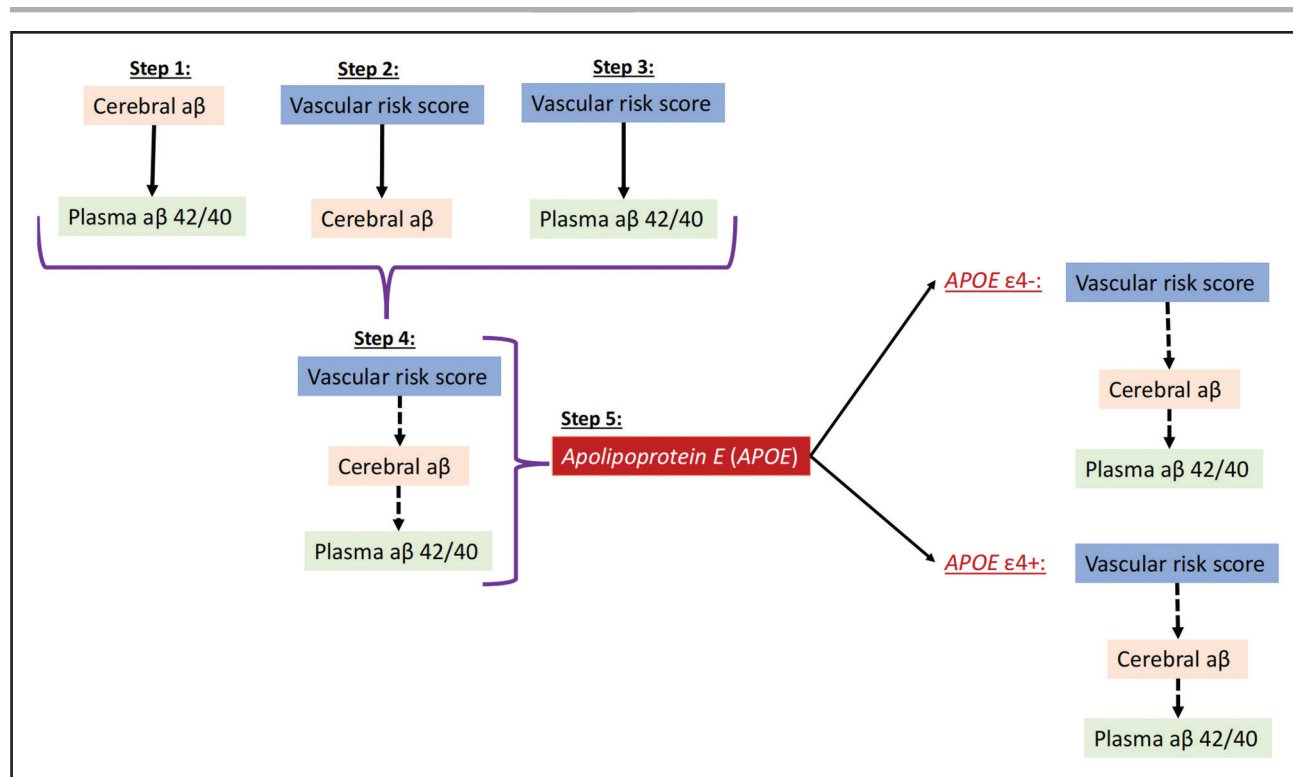 Step 1:
Cerebral aβ
Plasma aβ 42/40
Step 2:
Vascular risk score
Cerebral aβ
Step 3:
Vascular risk score
Plasma aβ 42/40
Step 4:
Vascular risk score
Cerebral aβ
Plasma aβ 42/40
Step 5:
Apolipoprotein E (APOE)
APOE ε4-:
Vascular risk score
Cerebral aβ
Plasma aβ 42/40
APOE ε4+:
Vascular risk score
Cerebral aβ
Plasma aβ 42/40